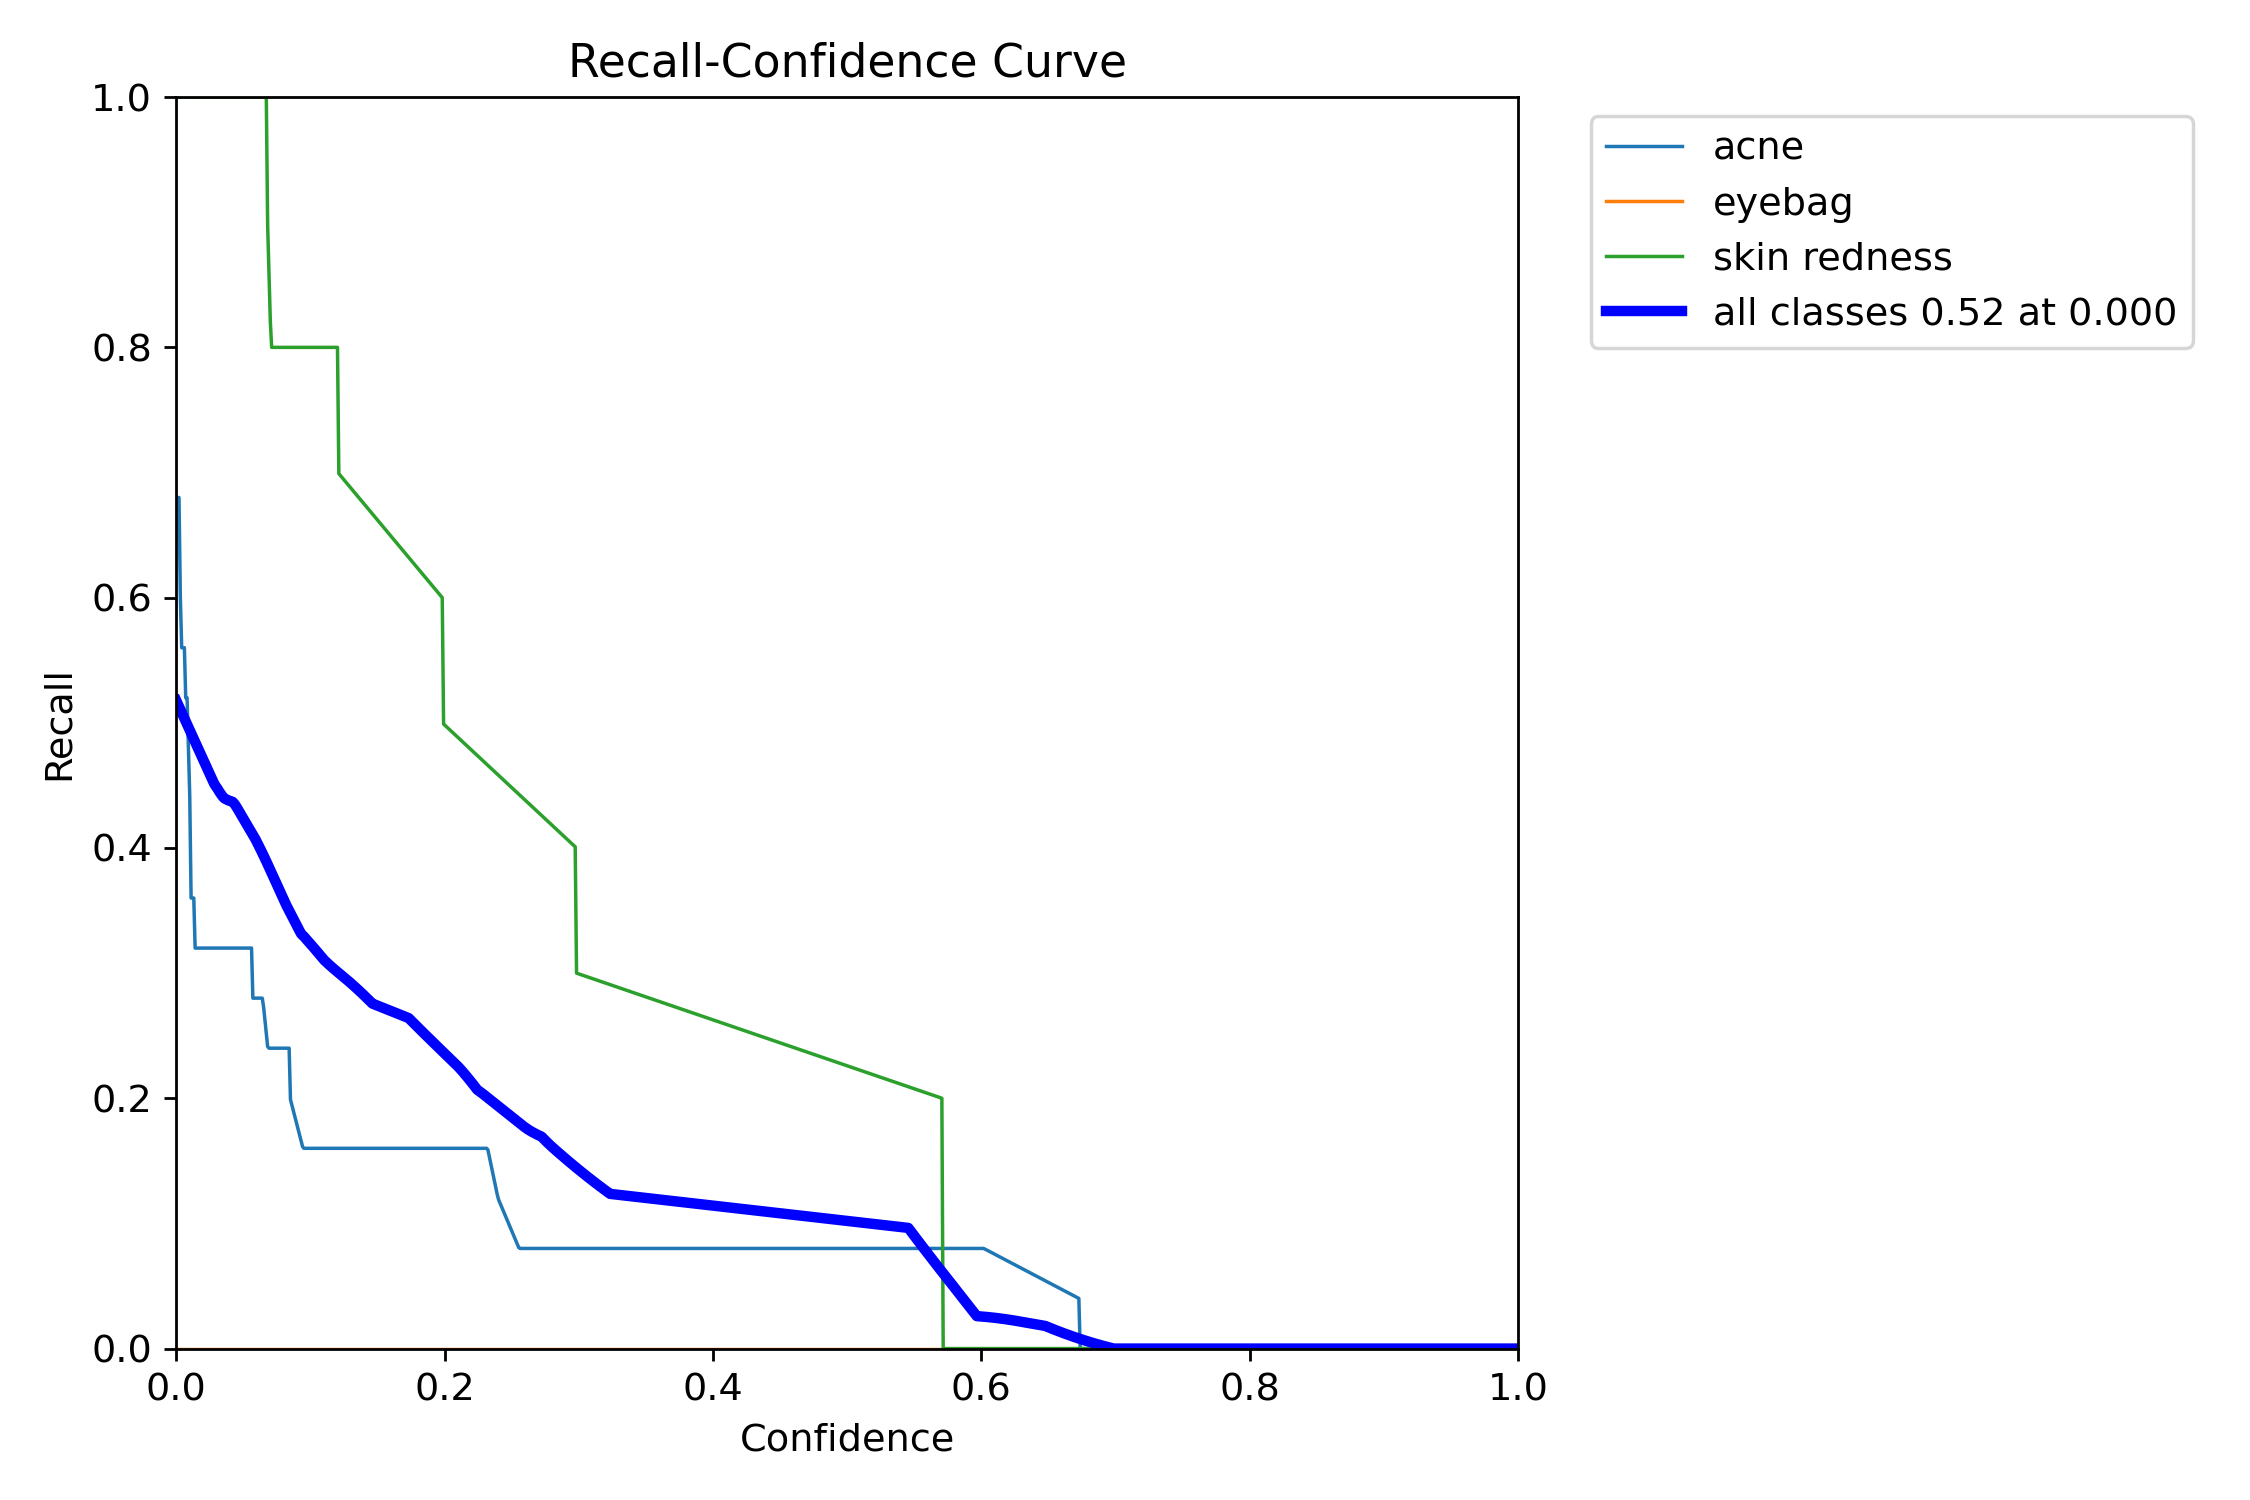 Recall-Confidence Curve
1.0
0.8
0.6
0.4
0.2
0.0
Recall
0.0 0.2 0.4 0.6 0.8 1.0
Confidence
acne
eyebag
skin redness
all classes 0.52 at 0.000